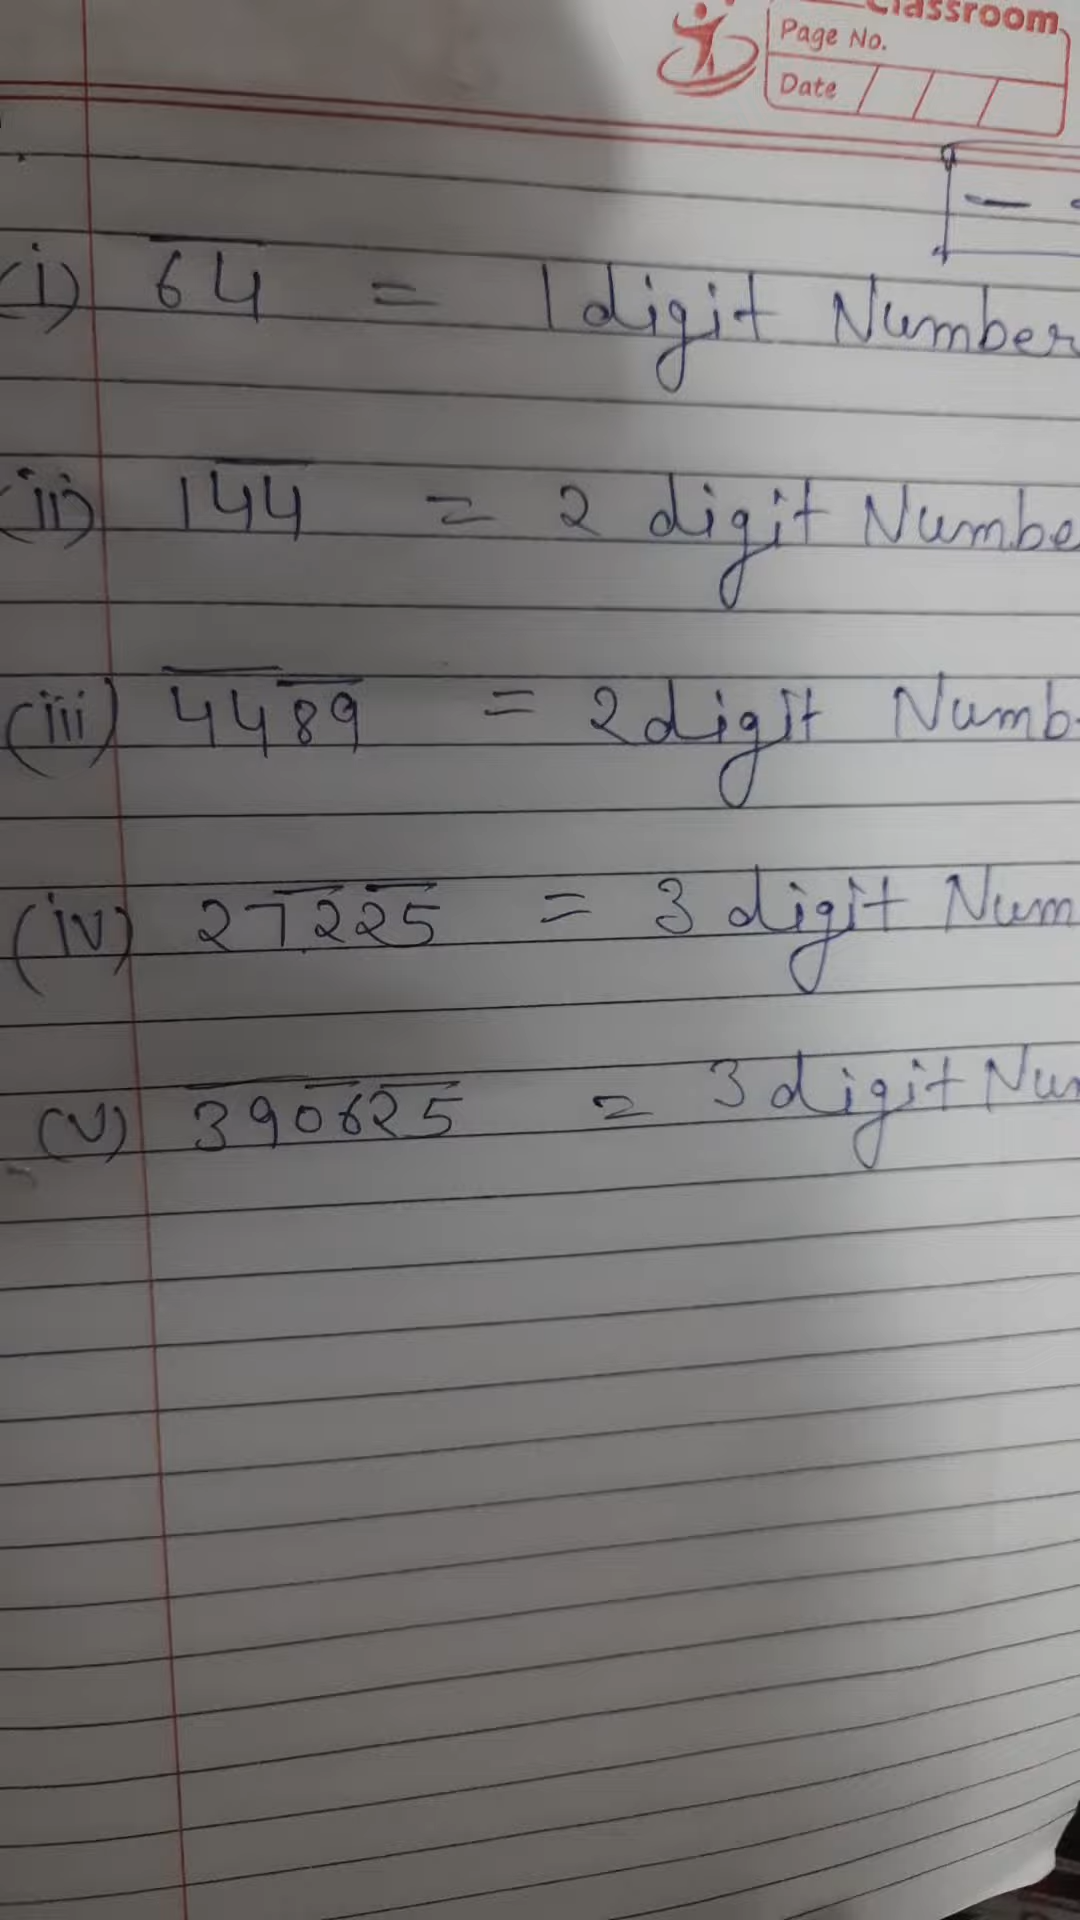 Classroom
Page No.
Date
(i) 64 = 1 digit Number
(ii) 144 = 2 digit Numbe
(iii) 4489 = 2 digit Numb
(iv) 27225 = 3 digit Num
(v) 390625 = 3 digit Num